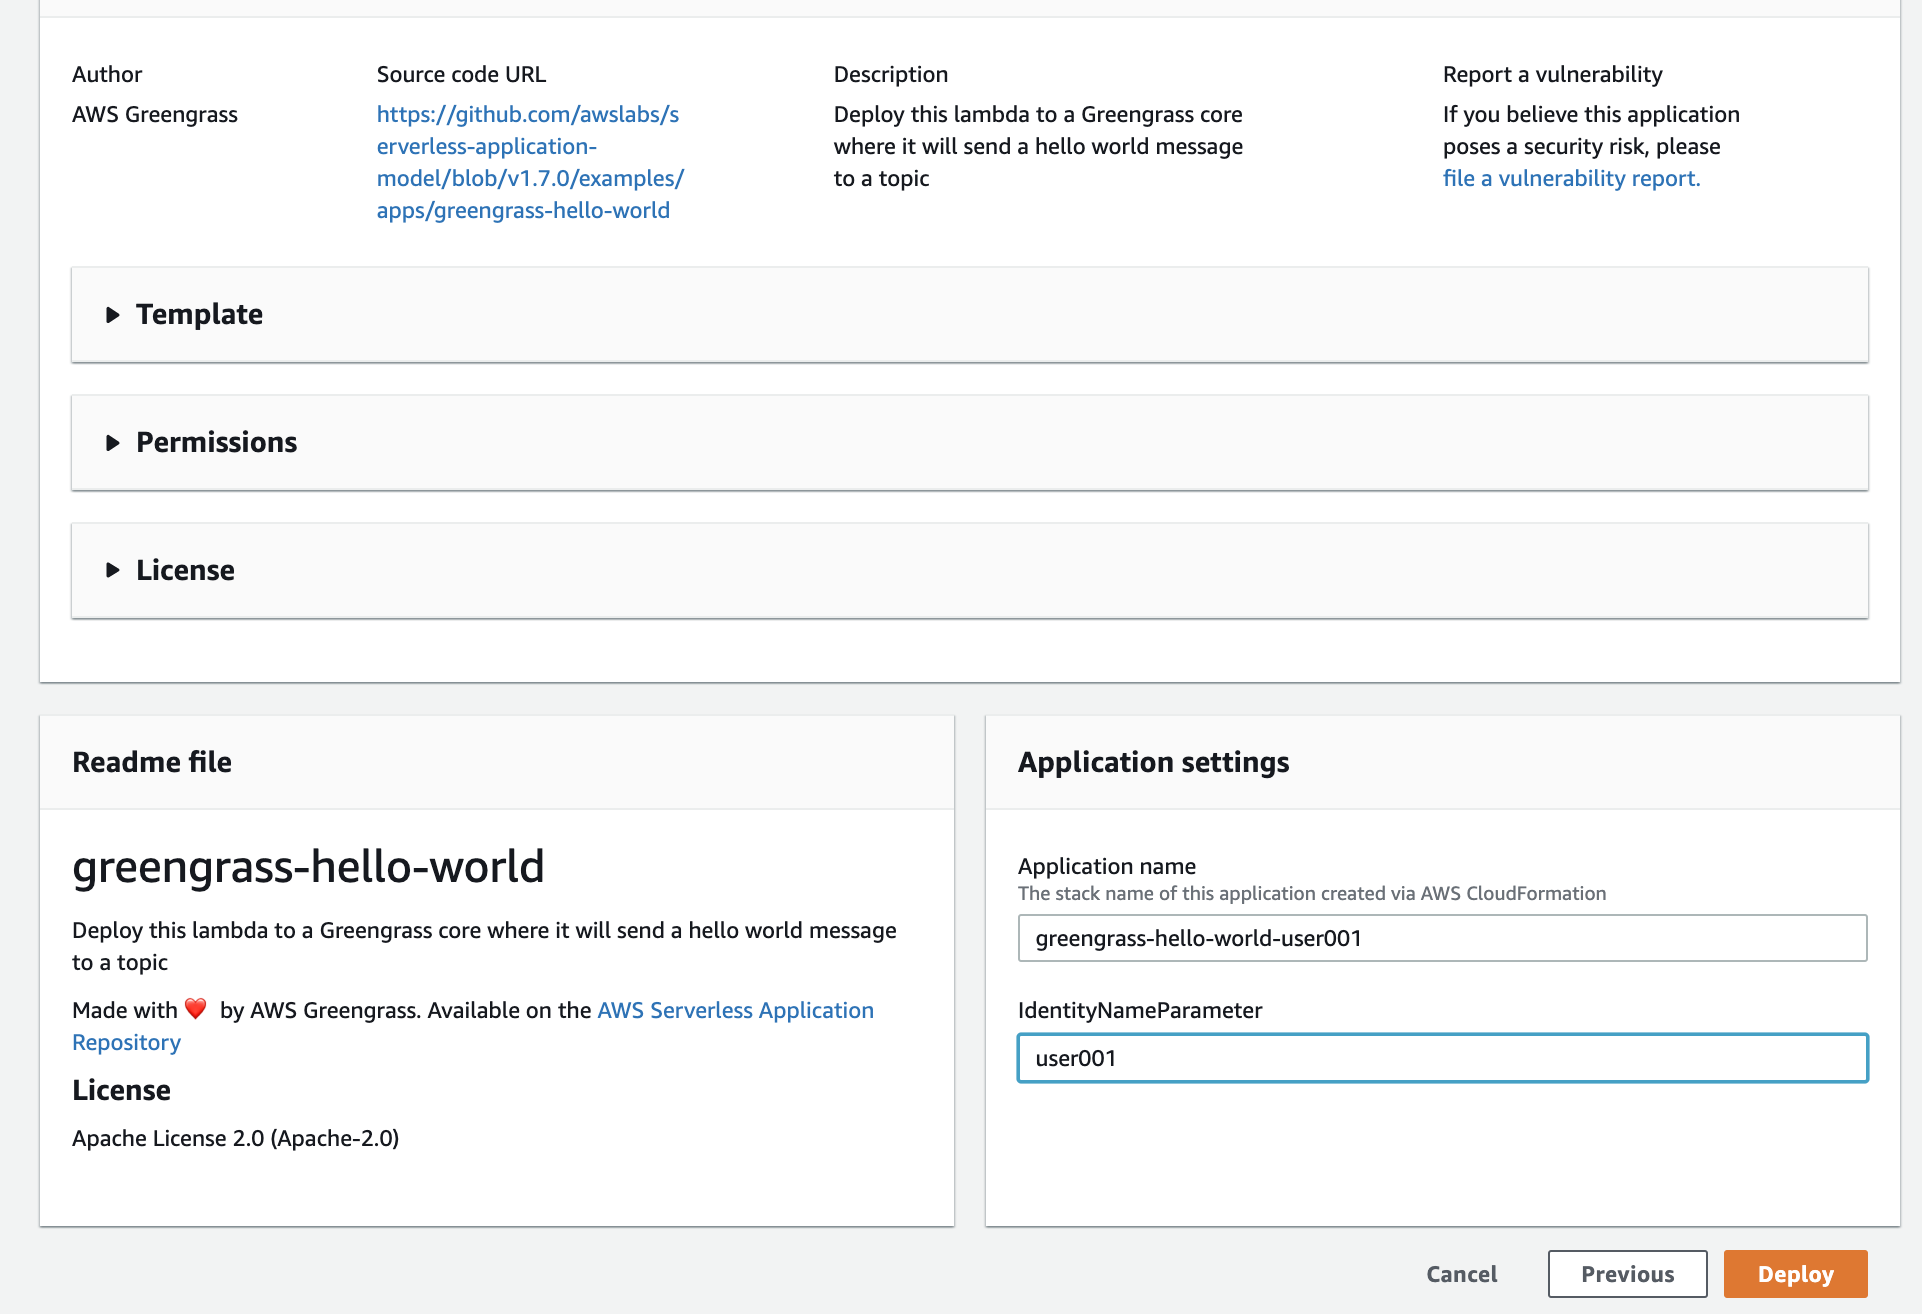 Author
AWS Greengrass
Source code URL
https://github.com/awslabs/s
erverless-application-
model/blob/v1.7.0/examples/
apps/greengrass-hello-world
Description
Deploy this lambda to a Greengrass core
where it will send a hello world message
to a topic
Report a vulnerability
If you believe this application
poses a security risk, please
file a vulnerability report.
Template
Permissions
License
Readme file
greengrass-hello-world
Deploy this lambda to a Greengrass core where it will send a hello world message
to a topic
Made with ❤️ by AWS Greengrass. Available on the AWS Serverless Application
Repository
License
Apache License 2.0 (Apache-2.0)
Application settings
Application name
The stack name of this application created via AWS CloudFormation
greengrass-hello-world-user001
IdentityNameParameter
user001
Cancel
Previous
Deploy